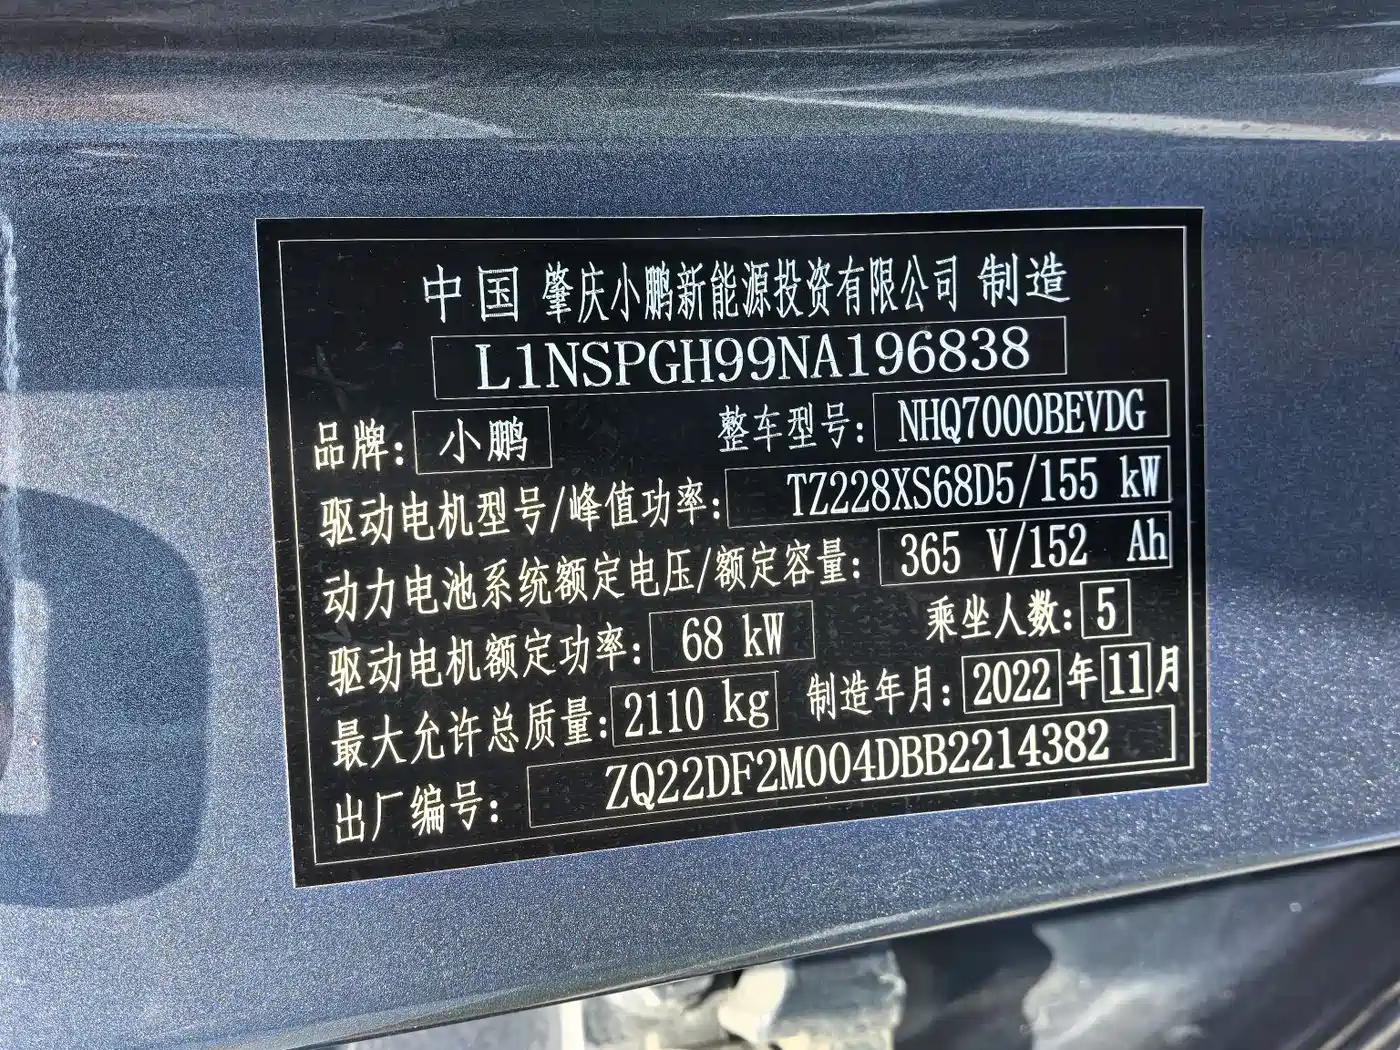 中国 肇庆小鹏新能源投资有限公司 制造
L1NSPGH99NA196838
品牌: 小鹏 整车型号: NHQ7000BEVDG
驱动电机型号/峰值功率: TZ228XS68D5/155 kW
动力电池系统额定电压/额定容量: 365 V/152 Ah
驱动电机额定功率: 68 kW 乘坐人数: 5
最大允许总质量: 2110 kg 制造年月: 2022 年 11 月
出厂编号: ZQ22DF2M004DBB2214382